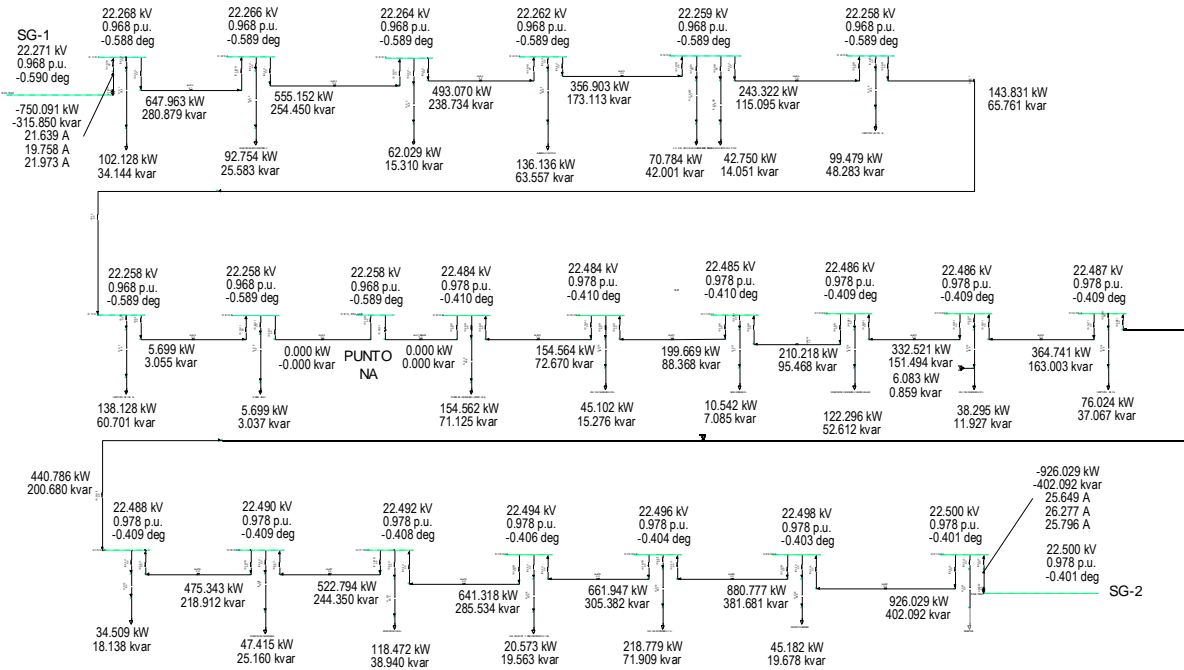 SG-1
22.271 kV
0.968 p.u.
-0.590 deg
-750.091 kW
-315.850 kvar
21.639 A
19.758 A
21.973 A
22.268 kV
0.968 p.u.
-0.588 deg
22.266 kV
0.968 p.u.
-0.589 deg
22.264 kV
0.968 p.u.
-0.589 deg
22.262 kV
0.968 p.u.
-0.589 deg
22.259 kV
0.968 p.u.
-0.589 deg
22.258 kV
0.968 p.u.
-0.589 deg
647.963 kW
280.879 kvar
555.152 kW
254.450 kvar
493.070 kW
238.734 kvar
356.903 kW
173.113 kvar
243.322 kW
115.095 kvar
143.831 kW
65.761 kvar
102.128 kW
34.144 kvar
92.754 kW
25.583 kvar
62.029 kW
15.310 kvar
136.136 kW
63.557 kvar
70.784 kW
42.001 kvar
42.750 kW
14.051 kvar
99.479 kW
48.283 kvar
22.258 kV
0.968 p.u.
-0.589 deg
22.258 kV
0.968 p.u.
-0.589 deg
22.258 kV
0.968 p.u.
-0.589 deg
22.484 kV
0.978 p.u.
-0.410 deg
22.484 kV
0.978 p.u.
-0.410 deg
22.485 kV
0.978 p.u.
-0.410 deg
22.486 kV
0.978 p.u.
-0.409 deg
22.486 kV
0.978 p.u.
-0.409 deg
22.487 kV
0.978 p.u.
-0.409 deg
5.699 kW
3.055 kvar
0.000 kW
-0.000 kvar
PUNTO
NA
0.000 kW
0.000 kvar
154.564 kW
72.670 kvar
199.669 kW
88.368 kvar
210.218 kW
95.468 kvar
332.521 kW
151.494 kvar
6.083 kW
0.859 kvar
364.741 kW
163.003 kvar
138.128 kW
60.701 kvar
5.699 kW
3.037 kvar
154.562 kW
71.125 kvar
45.102 kW
15.276 kvar
10.542 kW
7.085 kvar
122.296 kW
52.612 kvar
38.295 kW
11.927 kvar
76.024 kW
37.067 kvar
440.786 kW
200.680 kvar
22.488 kV
0.978 p.u.
-0.409 deg
22.490 kV
0.978 p.u.
-0.409 deg
22.492 kV
0.978 p.u.
-0.408 deg
22.494 kV
0.978 p.u.
-0.406 deg
22.496 kV
0.978 p.u.
-0.404 deg
22.498 kV
0.978 p.u.
-0.403 deg
22.500 kV
0.978 p.u.
-0.401 deg
-926.029 kW
-402.092 kvar
25.649 A
26.277 A
25.796 A
22.500 kV
0.978 p.u.
-0.401 deg
SG-2
475.343 kW
218.912 kvar
522.794 kW
244.350 kvar
641.318 kW
285.534 kvar
661.947 kW
305.382 kvar
880.777 kW
381.681 kvar
926.029 kW
402.092 kvar
34.509 kW
18.138 kvar
47.415 kW
25.160 kvar
118.472 kW
38.940 kvar
20.573 kW
19.563 kvar
218.779 kW
71.909 kvar
45.182 kW
19.678 kvar